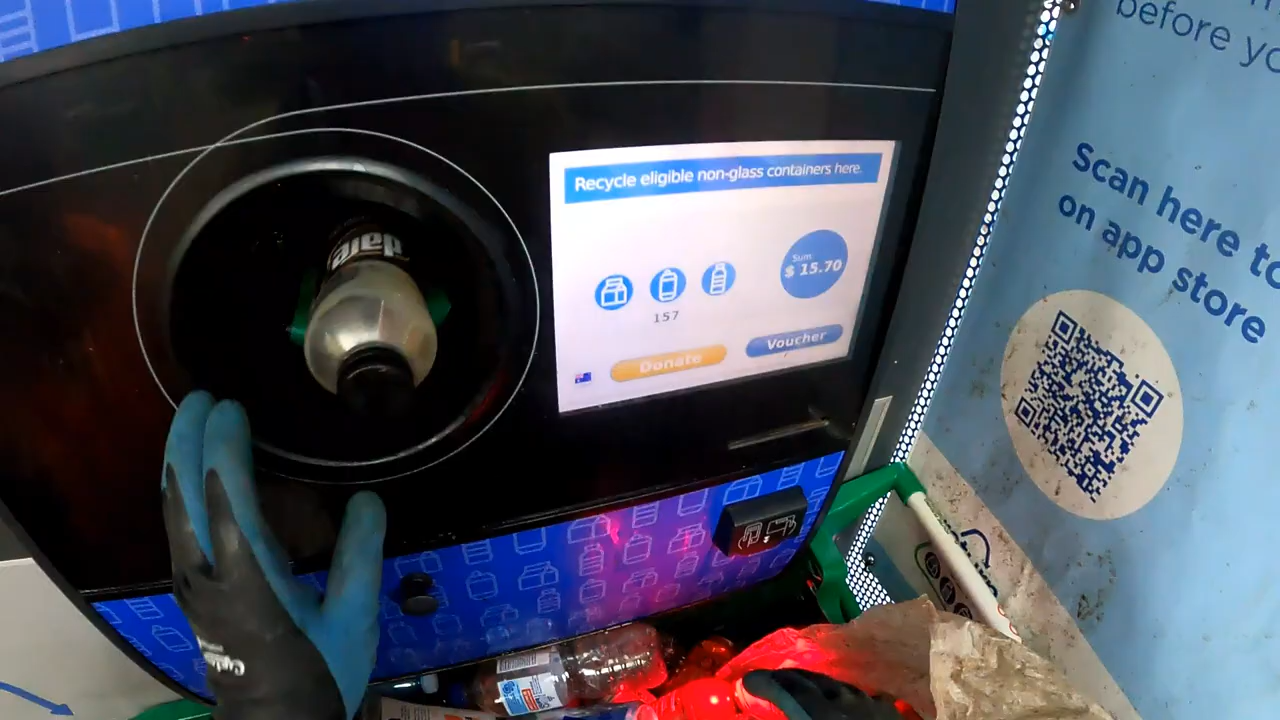 before yo
Scan here to
on app store
Recycle eligible non-glass containers here.
Sum
$ 15.70
157
Donate
Voucher